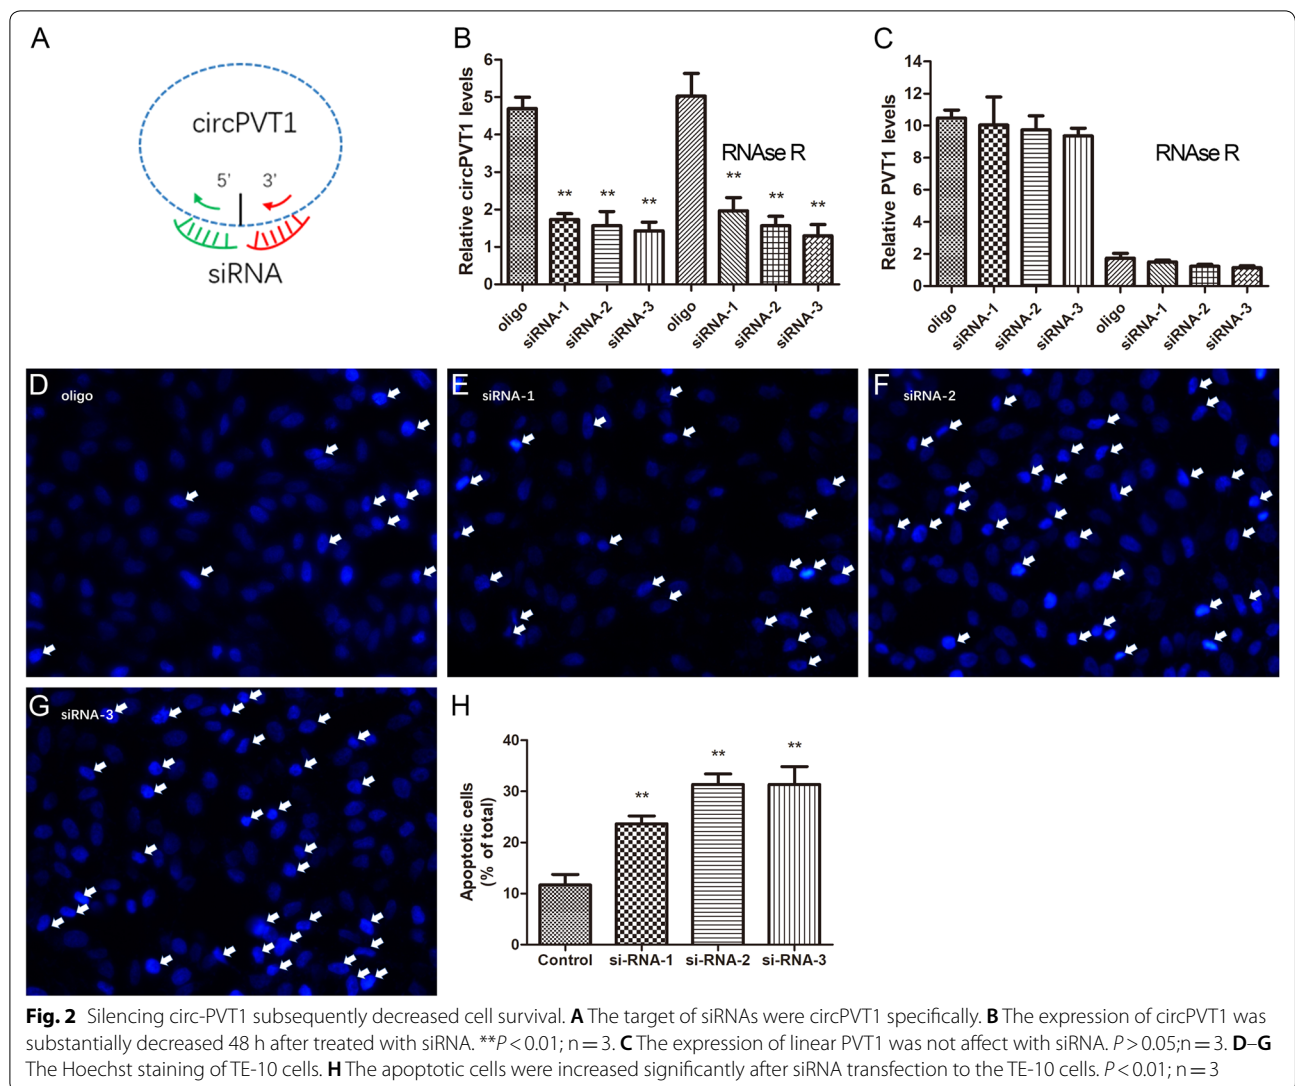 A
circPVT1
5'
3'
siRNA
B
Relative circPVT1 levels
6
5
4
3
2
1
0
RNAse R
**
**
**
**
**
**
oligo
siRNA-1
siRNA-2
siRNA-3
oligo
siRNA-1
siRNA-2
siRNA-3
C
Relative PVT1 levels
14
12
10
8
6
4
2
0
RNAse R
oligo
siRNA-1
siRNA-2
siRNA-3
oligo
siRNA-1
siRNA-2
siRNA-3
D
oligo
E
siRNA-1
F
siRNA-2
G
siRNA-3
H
Apoptotic cells
(% of total)
40
30
20
10
0
**
**
**
Control
si-RNA-1
si-RNA-2
si-RNA-3
Fig. 2 Silencing circ-PVT1 subsequently decreased cell survival. A The target of siRNAs were circPVT1 specifically. B The expression of circPVT1 was
substantially decreased 48 h after treated with siRNA. **P < 0.01; n = 3. C The expression of linear PVT1 was not affect with siRNA. P > 0.05;n = 3. D–G
The Hoechst staining of TE-10 cells. H The apoptotic cells were increased significantly after siRNA transfection to the TE-10 cells. P < 0.01; n = 3